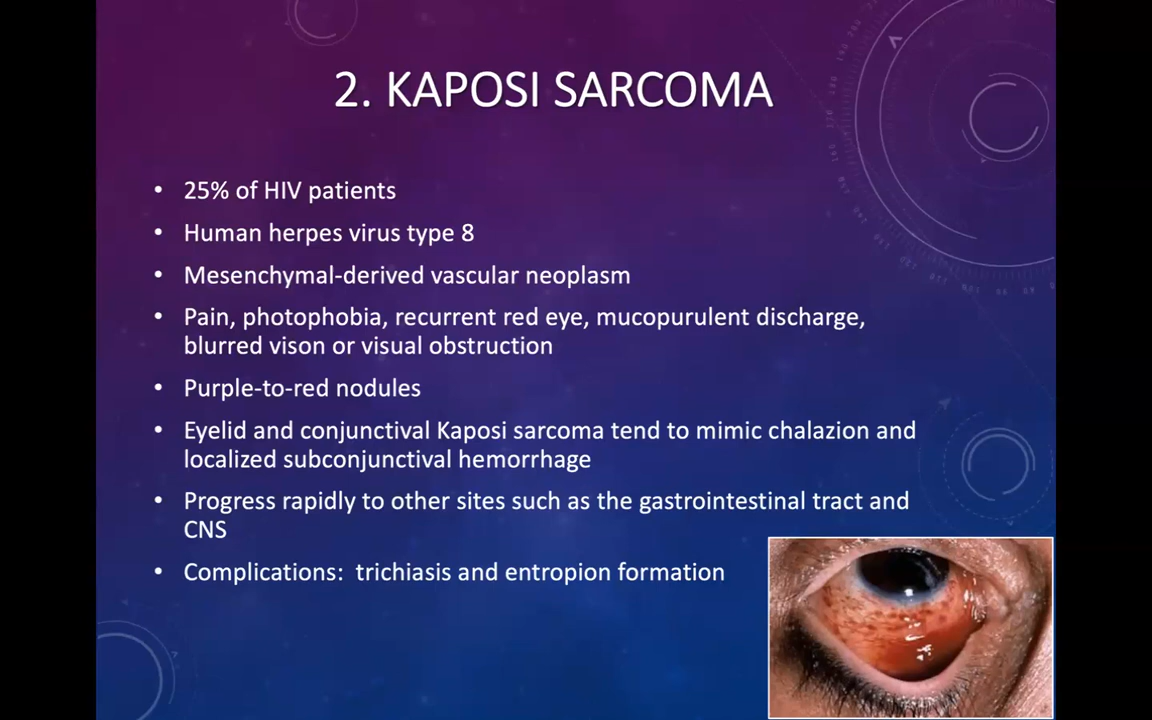 2. KAPOSI SARCOMA
• 25% of HIV patients
• Human herpes virus type 8
• Mesenchymal-derived vascular neoplasm
• Pain, photophobia, recurrent red eye, mucopurulent discharge,
blurred vison or visual obstruction
• Purple-to-red nodules
• Eyelid and conjunctival Kaposi sarcoma tend to mimic chalazion and
localized subconjunctival hemorrhage
• Progress rapidly to other sites such as the gastrointestinal tract and
CNS
• Complications:  trichiasis and entropion formation